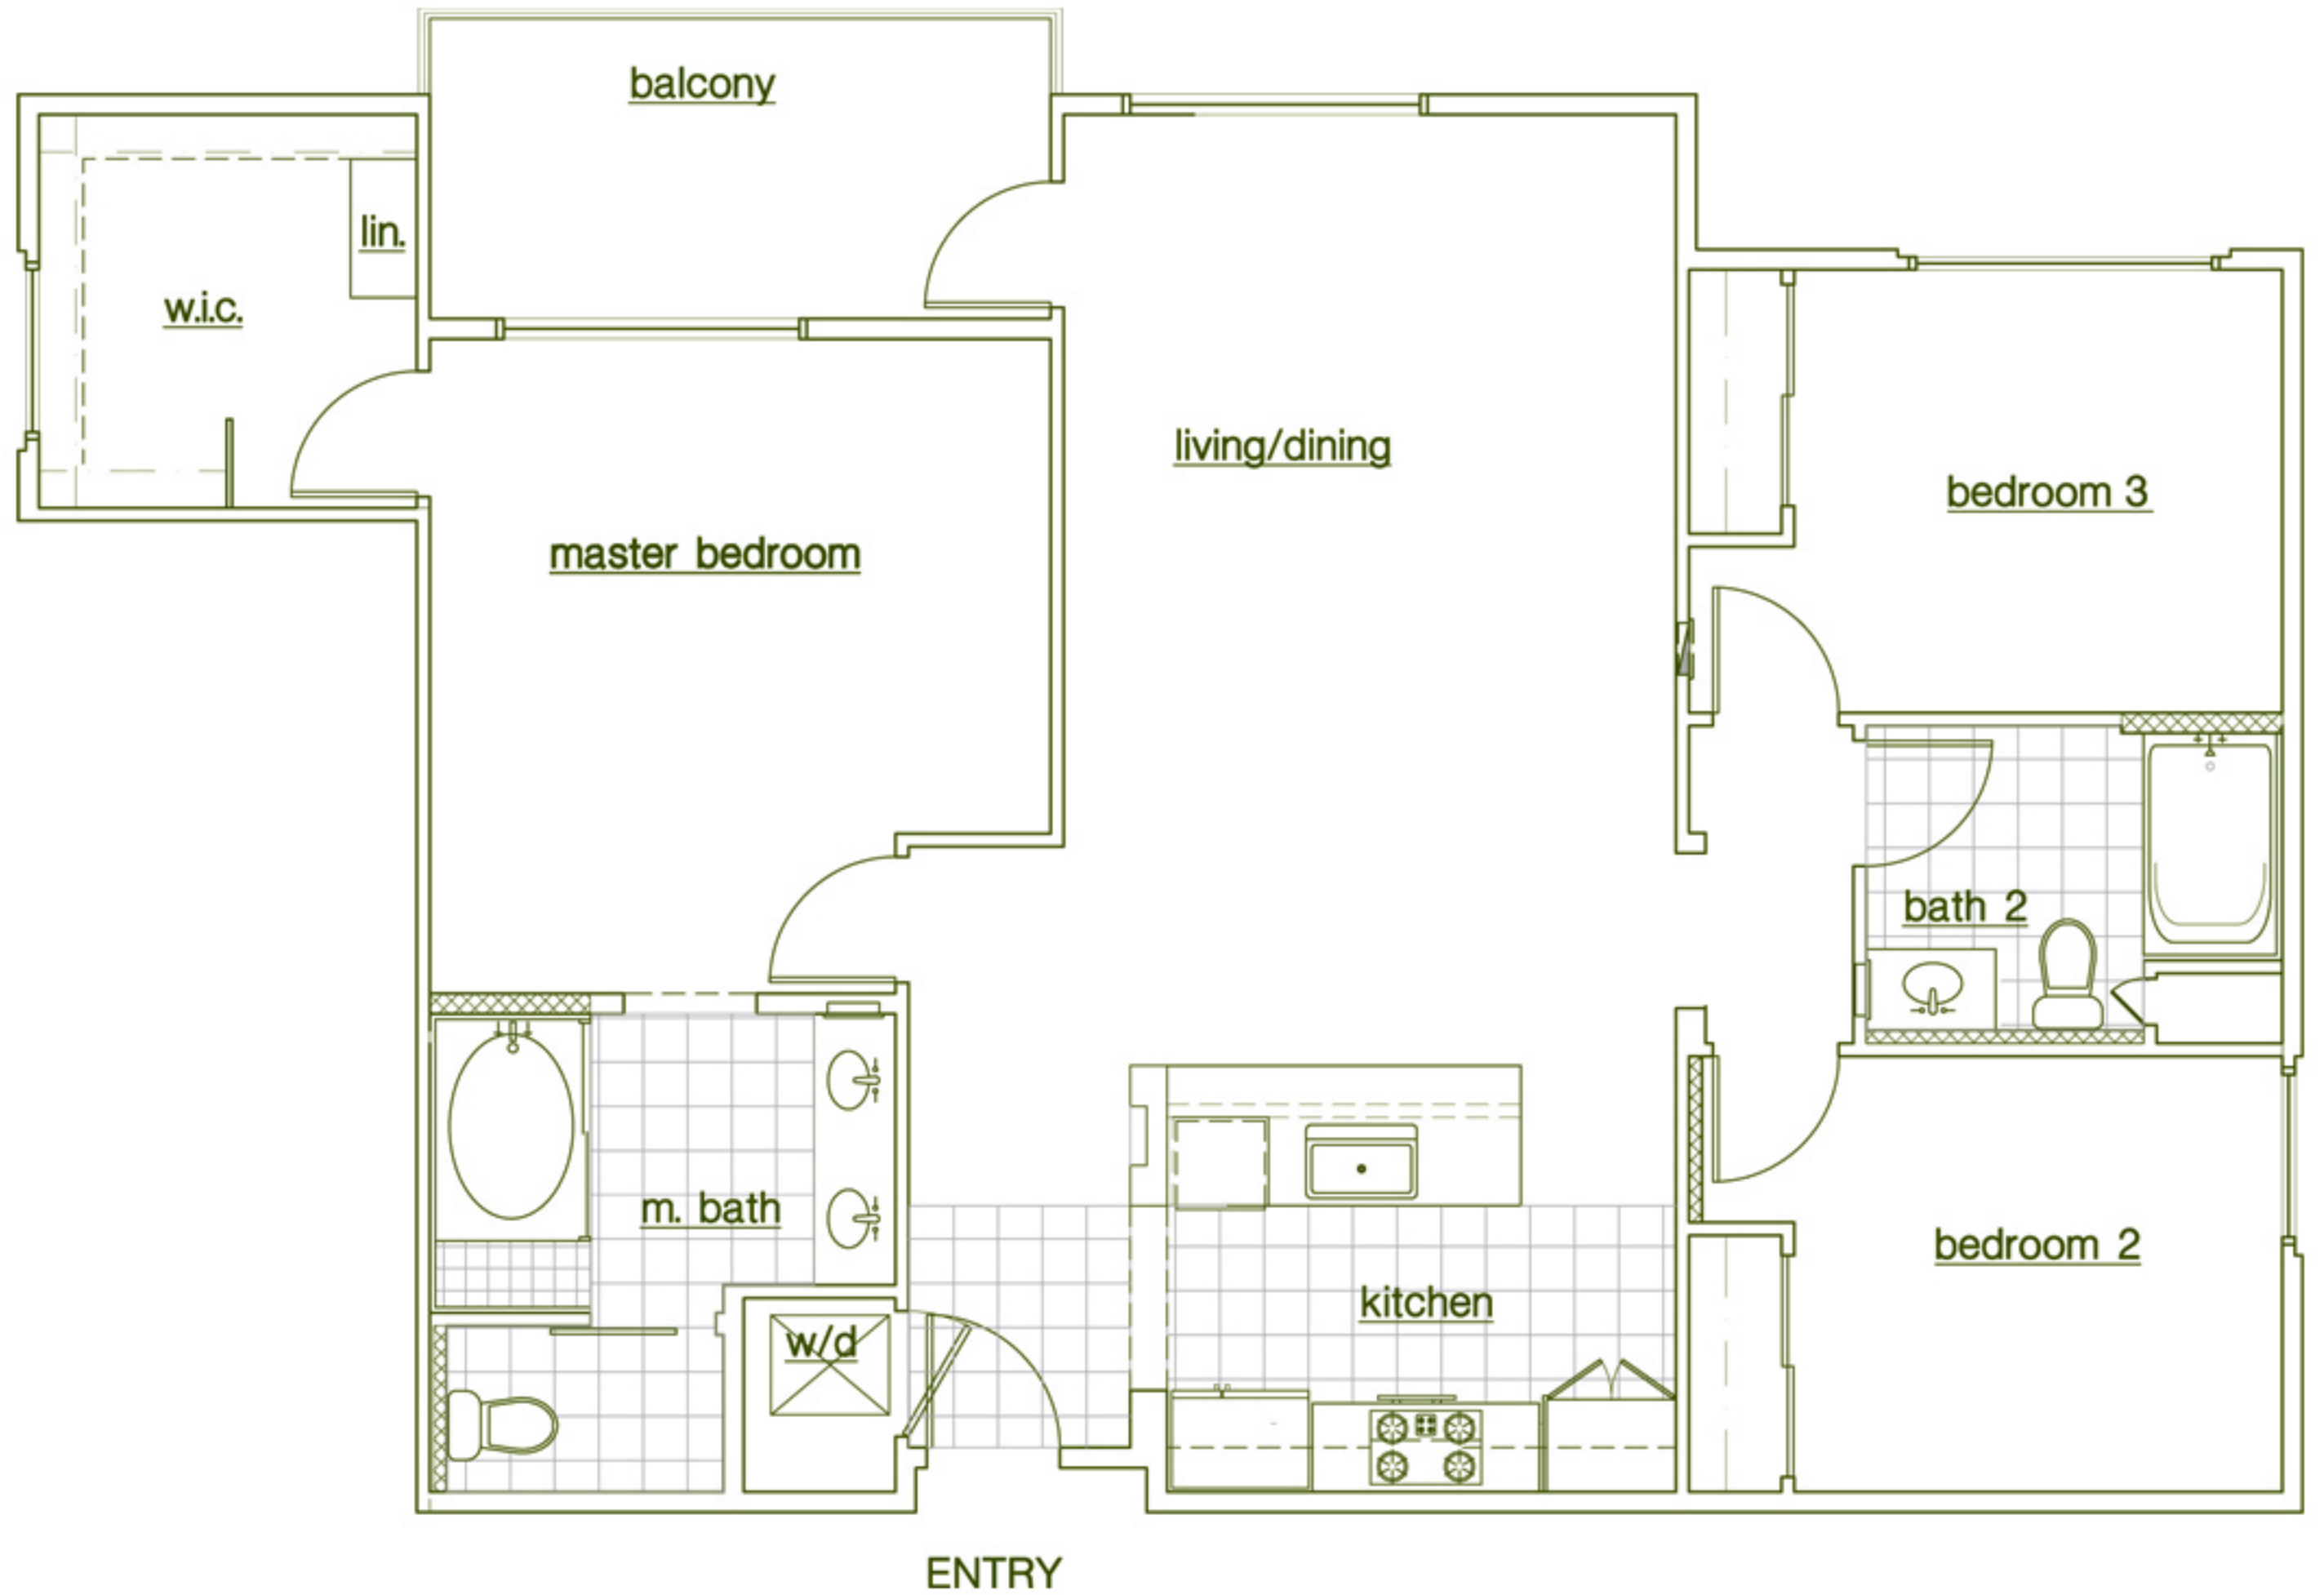 balcony
lin.
w.i.c.
living/dining
bedroom 3
master bedroom
bath 2
m. bath
bedroom 2
kitchen
w/d
ENTRY